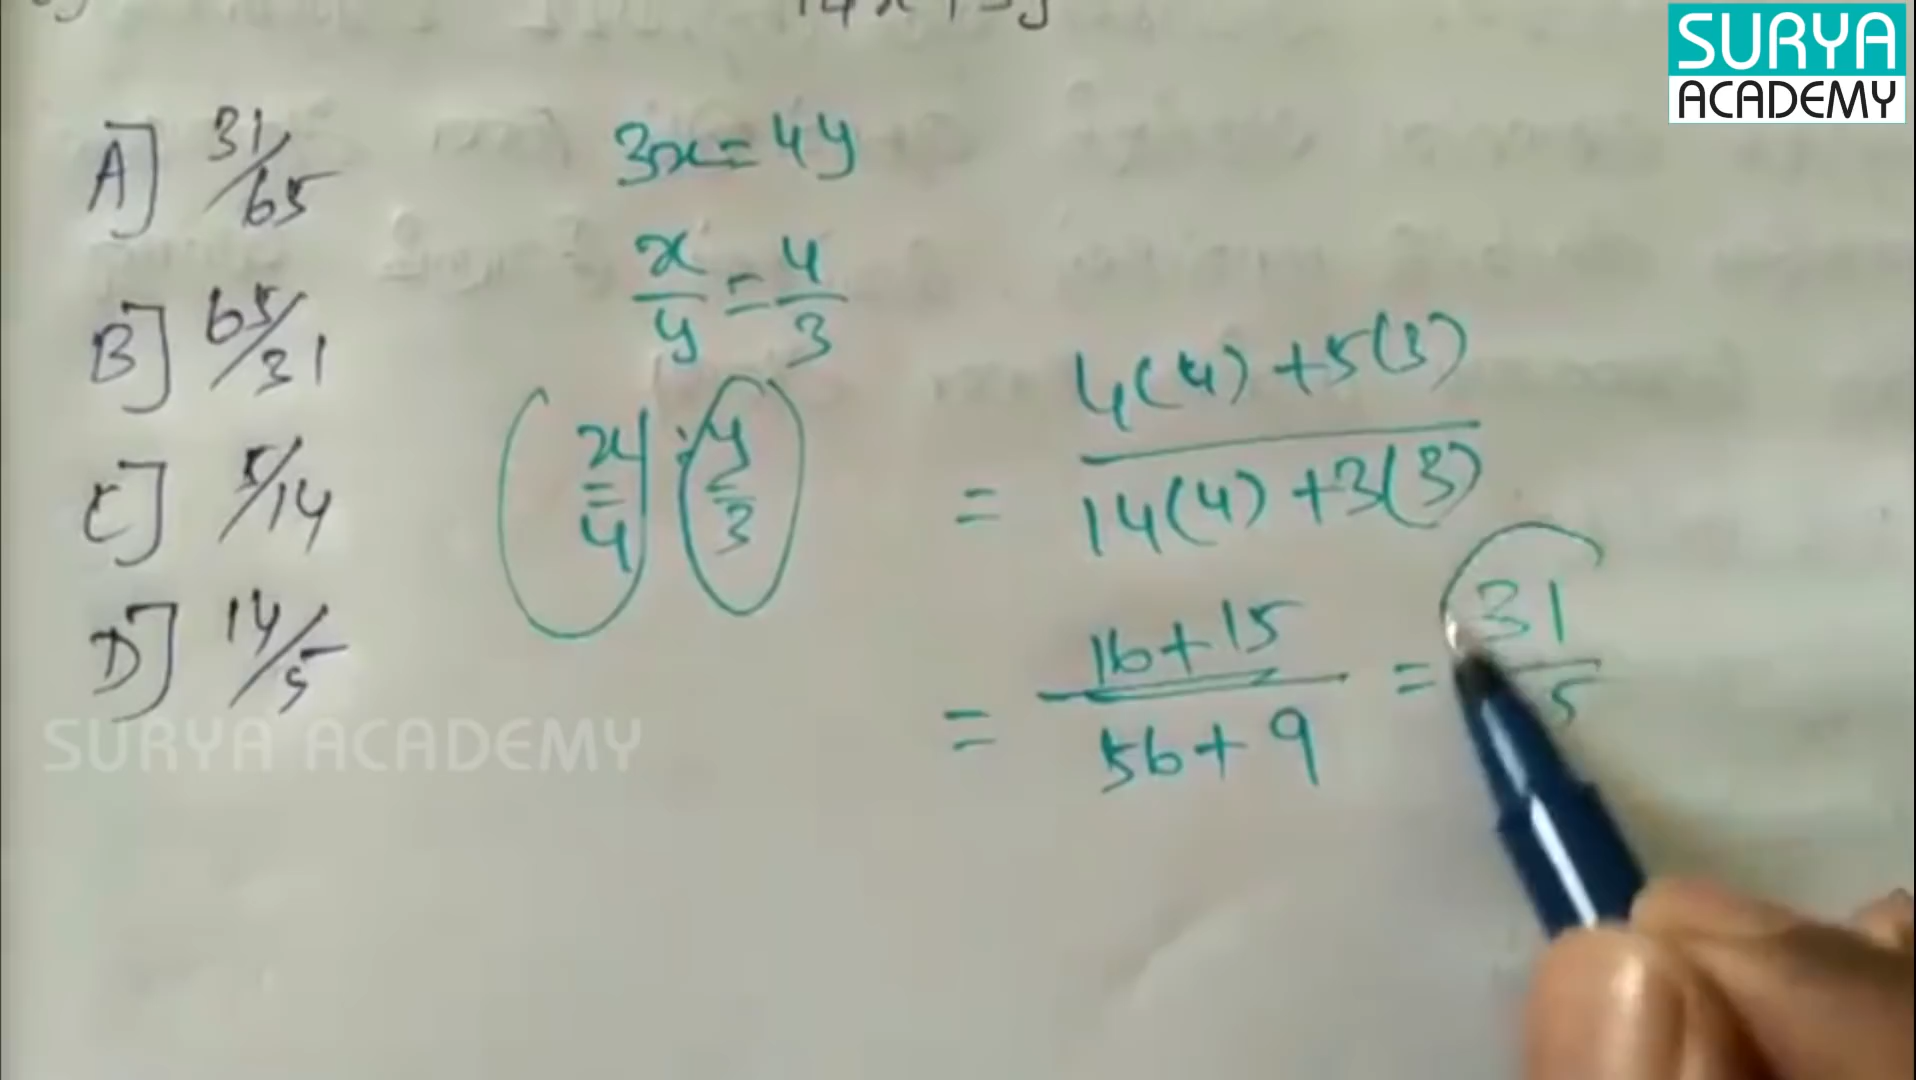 SURYA
ACADEMY
A] 31/65
B] 65/31
C] 5/14
D] 14/5
3x=4y
x/y = 4/3
x=4 : y=3
= 4(4)+5(3) / 14(4)+3(3)
= 16+15 / 56+9 = 31/ 5
SURYA ACADEMY